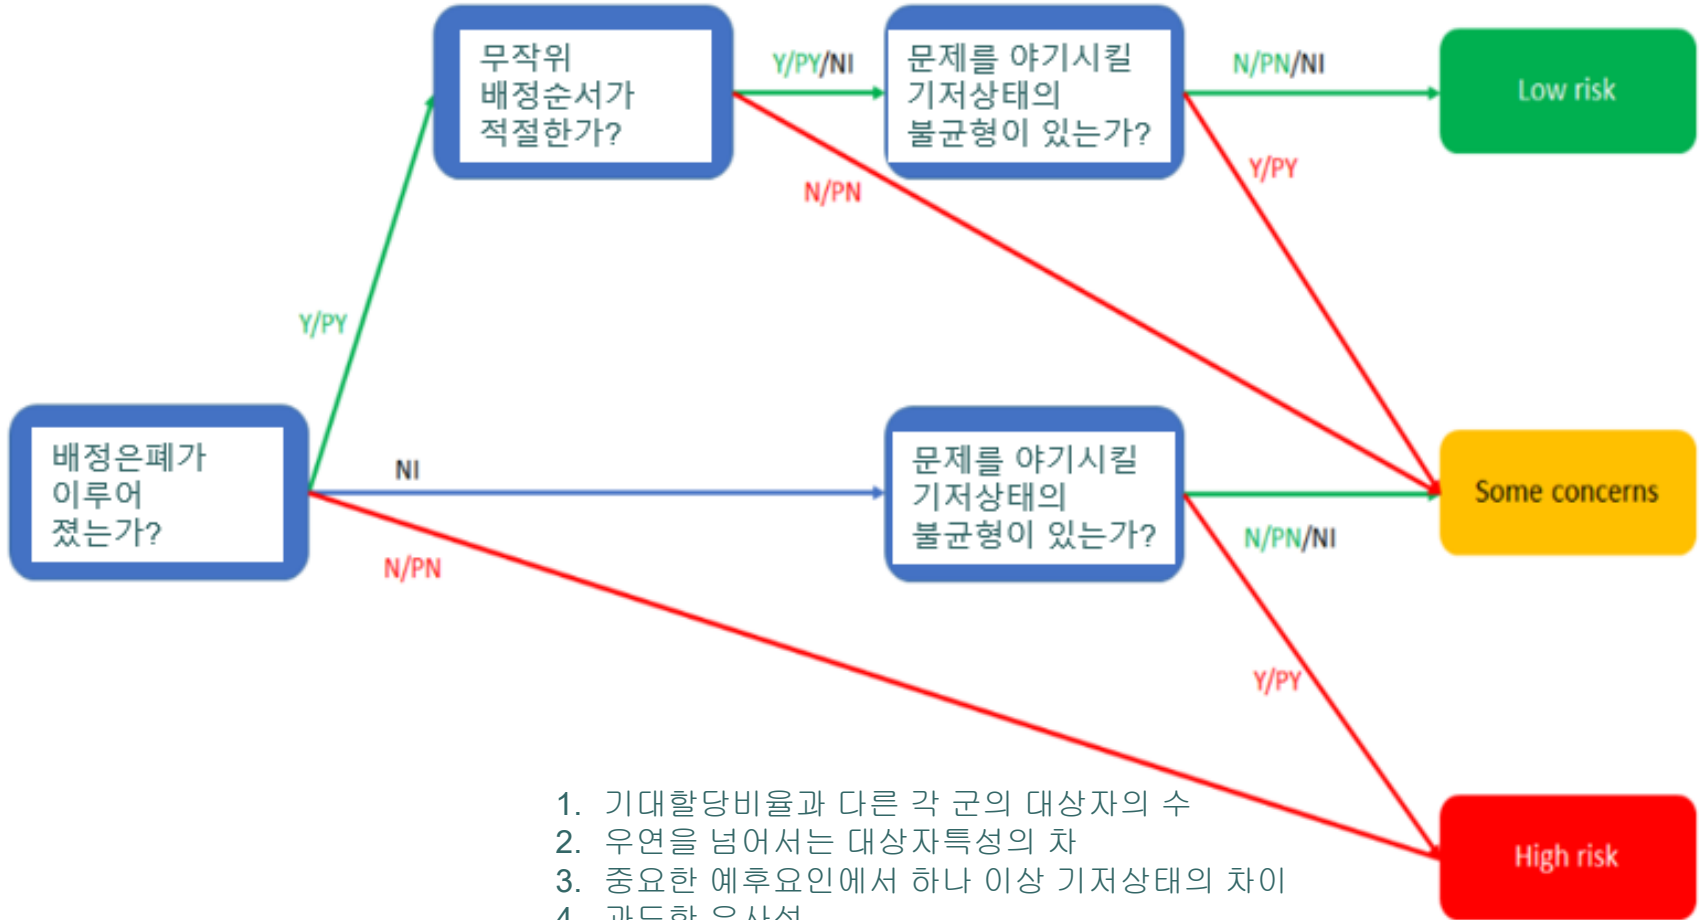 무작위
배정순서가
적절한가?
Y/PY/NI
문제를 야기시킬
기저상태의
불균형이 있는가?
N/PN/NI
Low risk
N/PN
Y/PY
Y/PY
배정은폐가
이루어
졌는가?
NI
문제를 야기시킬
기저상태의
불균형이 있는가?
Some concerns
N/PN/NI
N/PN
Y/PY
High risk
1. 기대할당비율과 다른 각 군의 대상자의 수
2. 우연을 넘어서는 대상자특성의 차
3. 중요한 예후요인에서 하나 이상 기저상태의 차이
4. 과도한 유사성